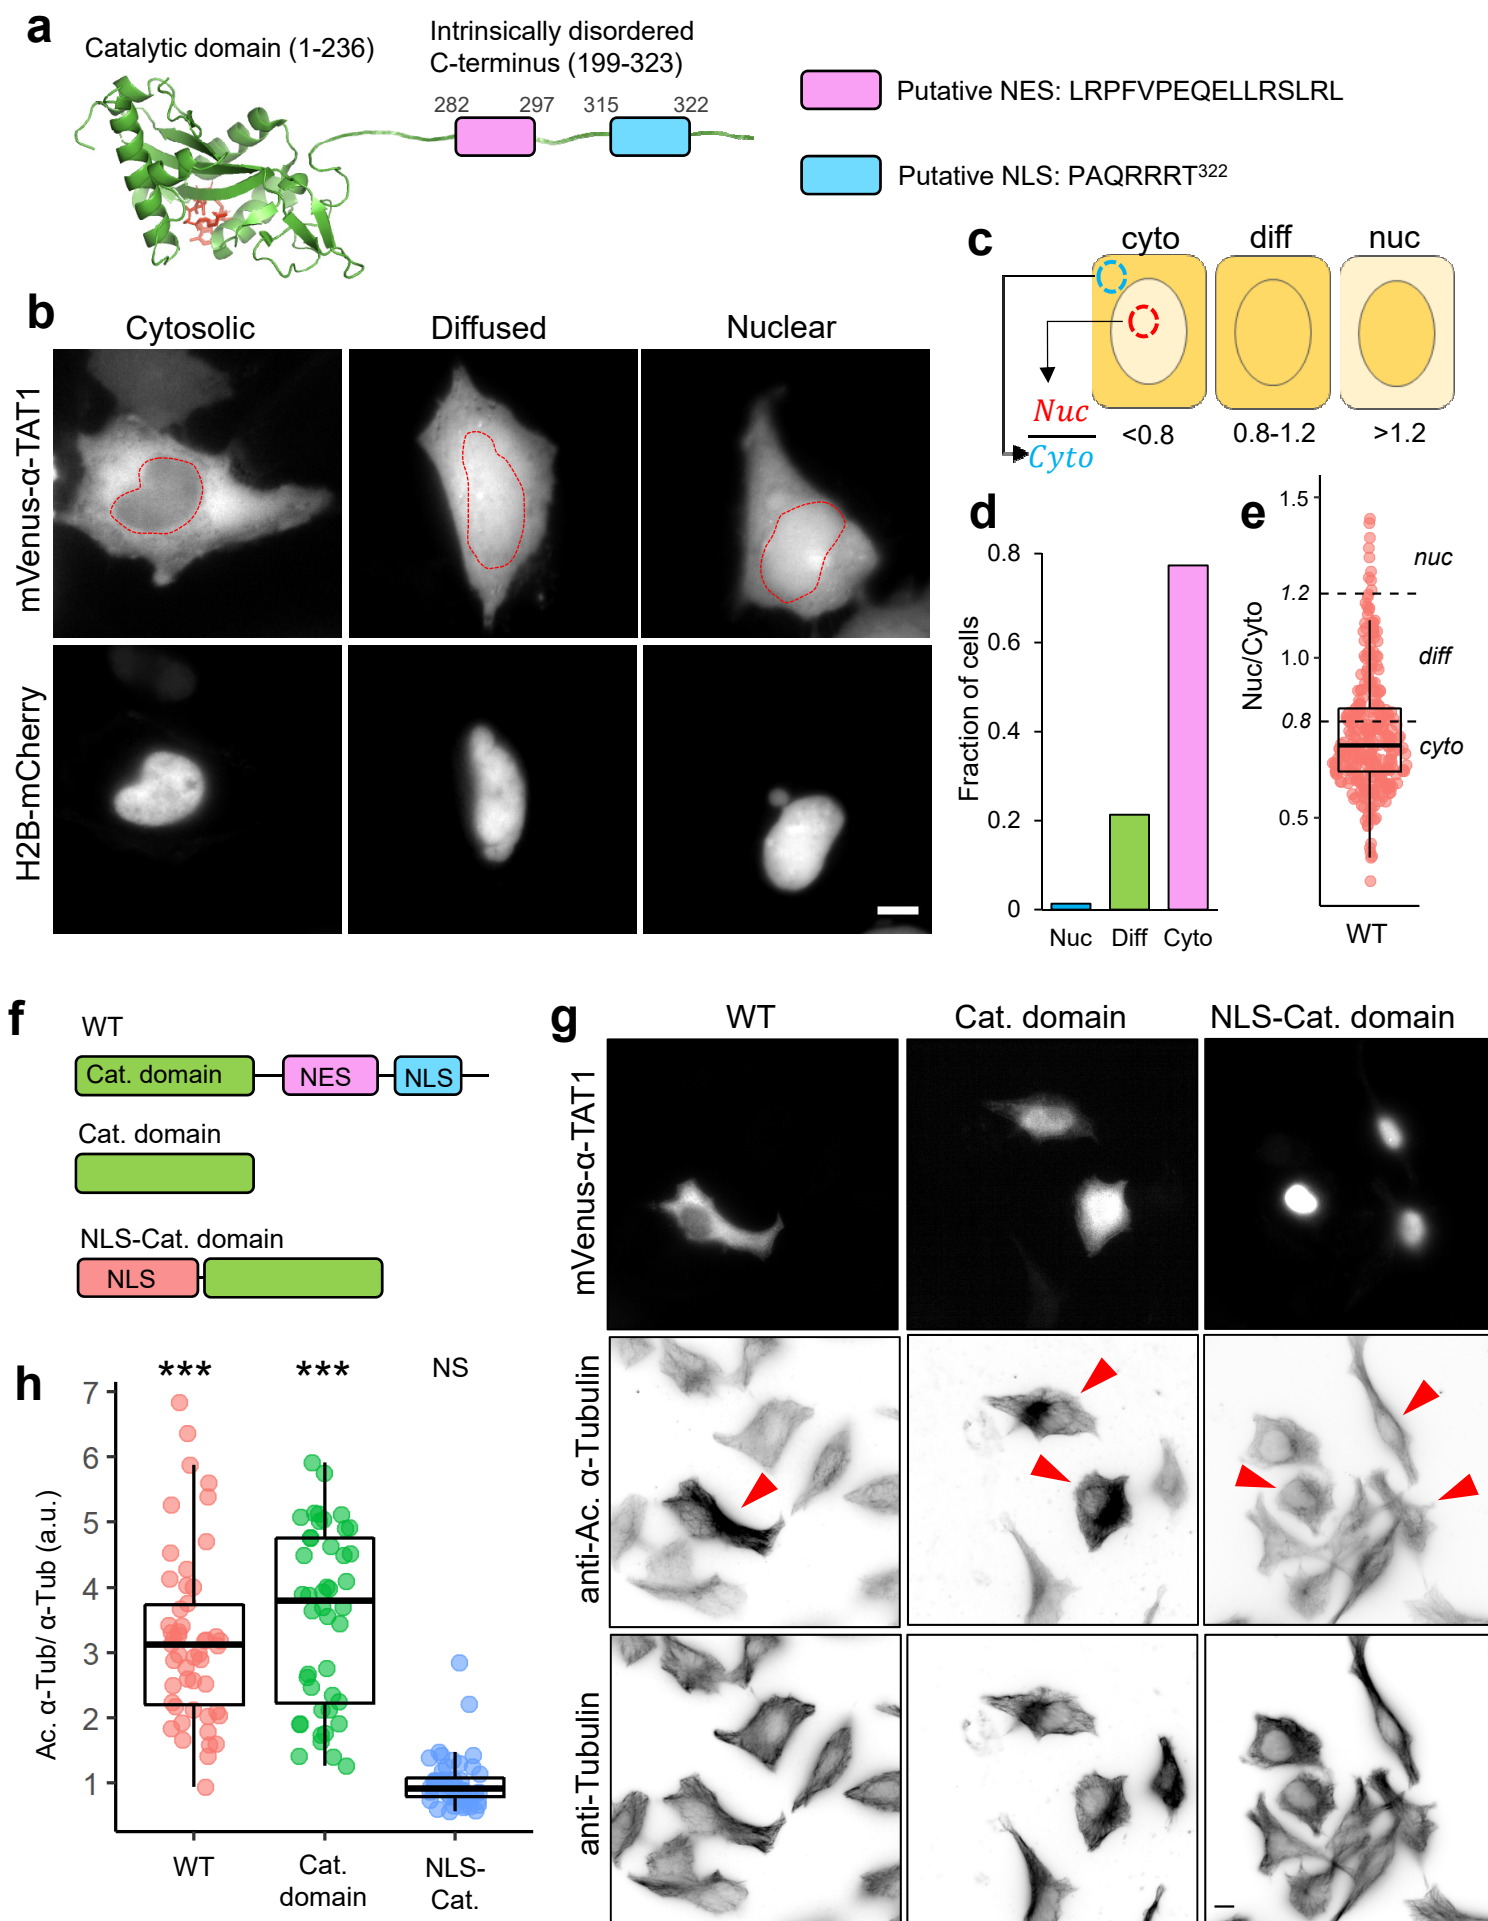 a
Catalytic domain (1-236)
Intrinsically disordered
C-terminus (199-323)
282 297 315 322
Putative NES: LRPFVPEQELLRSLRL
Putative NLS: PAQRRRT³²²
b
Cytosolic Diffused Nuclear
mVenus-α-TAT1
H2B-mCherry
c
cyto diff nuc
Nuc
Cyto
<0.8 0.8-1.2 >1.2
d
Fraction of cells
0.8
0.6
0.4
0.2
0
Nuc Diff Cyto
e
Nuc/Cyto
1.5
1.2
1.0
0.8
0.5
nuc
diff
cyto
WT
f
WT
Cat. domain NES NLS
Cat. domain
NLS-Cat. domain
NLS
g
WT Cat. domain NLS-Cat. domain
mVenus-α-TAT1
anti-Ac. α-Tubulin
anti-Tubulin
h
*** *** NS
Ac. α-Tub/ α-Tub (a.u.)
7
6
5
4
3
2
1
WT Cat. NLS-
domain Cat.